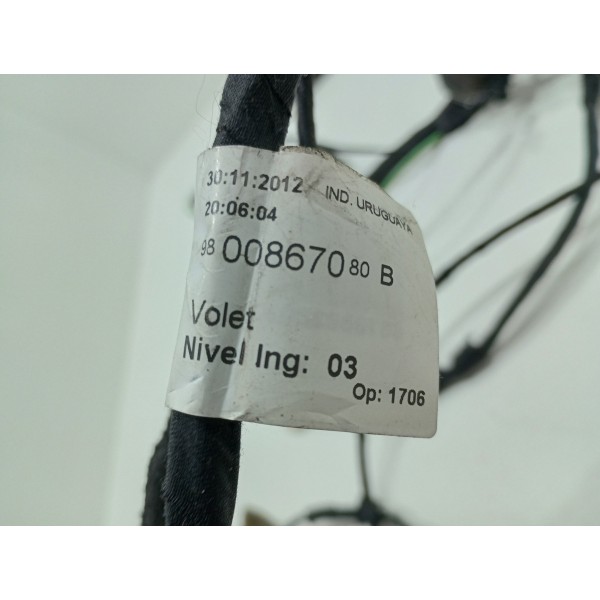 30:11:2012 IND. URUGUAYA
20:06:04
98 008670 80 B
Volet
Nivel Ing: 03
Op: 1706